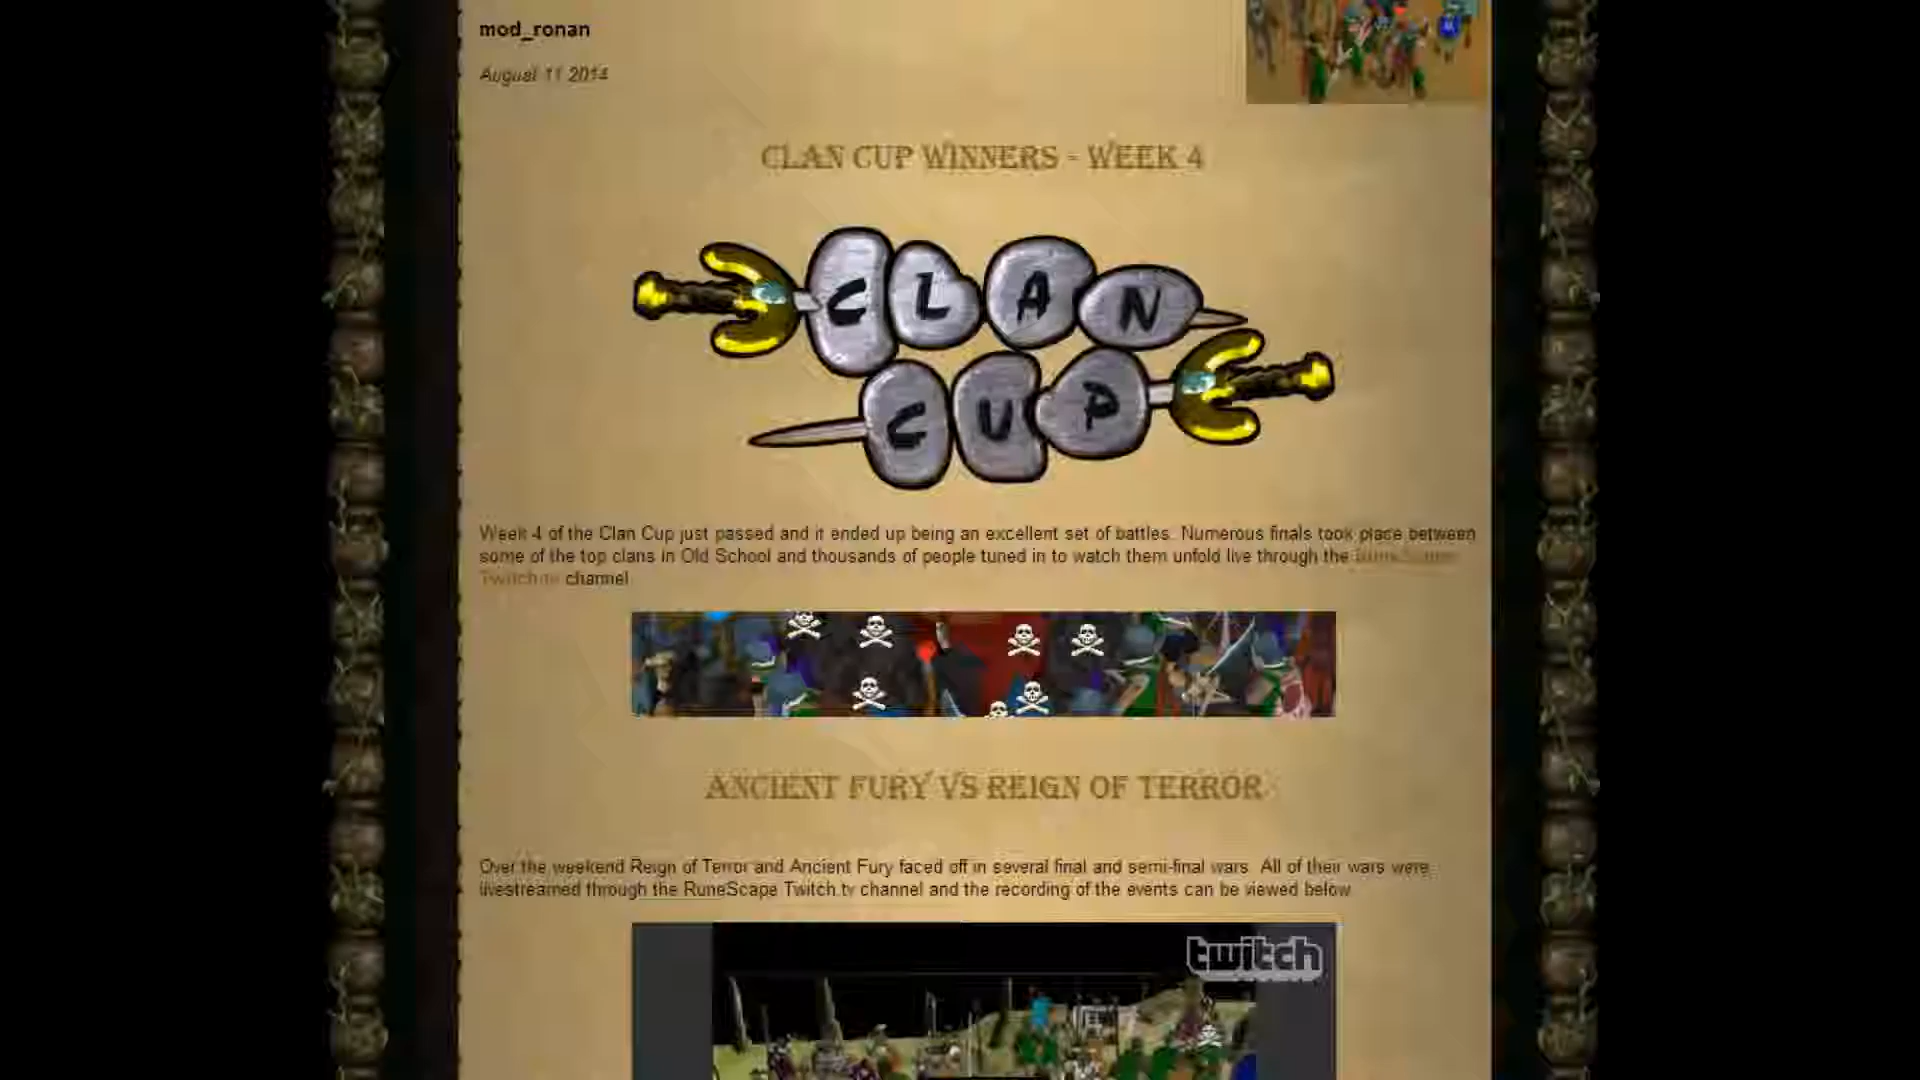 mod_ronan
August 11 2014
CLAN CUP WINNERS - WEEK 4
CLAN
CUP
Week 4 of the Clan Cup just passed and it ended up being an excellent set of battles. Numerous finals took place between
some of the top clans in Old School and thousands of people tuned in to watch them unfold live through the RuneScape
Twitch.tv channel
ANCIENT FURY VS REIGN OF TERROR
Over the weekend Reign of Terror and Ancient Fury faced off in several final and semi-final wars. All of their wars were
livestreamed through the RuneScape Twitch.tv channel and the recording of the events can be viewed below
twitch